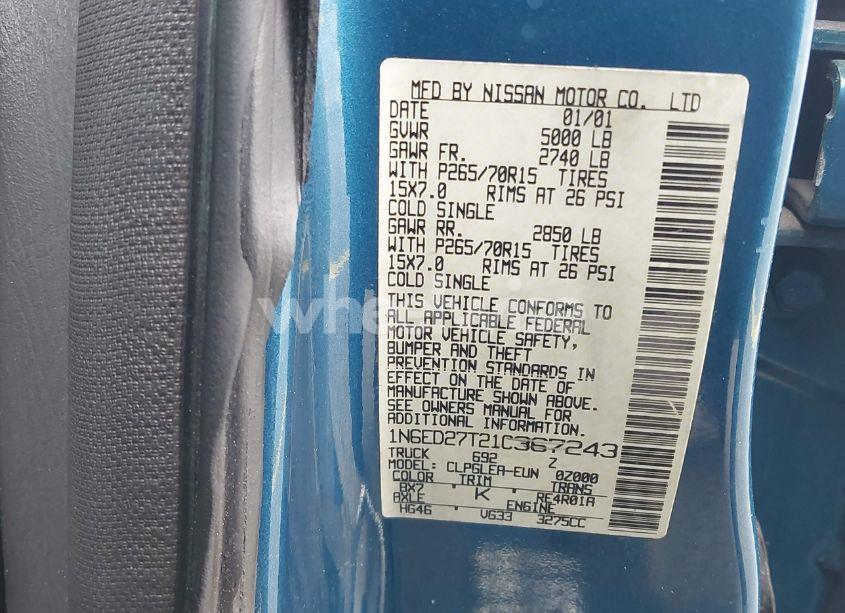 MFD BY NISSAN MOTOR CO. LTD
DATE 01/01
GVWR 5000 LB
GAWR FR. 2740 LB
WITH P265/70R15 TIRES
15X7.0 RIMS AT 26 PSI
COLD SINGLE
GAWR RR. 2850 LB
WITH P265/70R15 TIRES
15X7.0 RIMS AT 26 PSI
COLD SINGLE
THIS VEHICLE CONFORMS TO
ALL APPLICABLE FEDERAL
MOTOR VEHICLE SAFETY,
BUMPER AND THEFT
PREVENTION STANDARDS IN
EFFECT ON THE DATE OF
MANUFACTURE SHOWN ABOVE.
SEE OWNERS MANUAL FOR
ADDITIONAL INFORMATION
1N6ED27T21C367243
TRUCK 692 Z
MODEL: CLPGLEA-EUN 02000
COLOR TRIM TRANS
BX7 K RE4R01A
AXLE ENGINE
HG46 VG33 3275CC